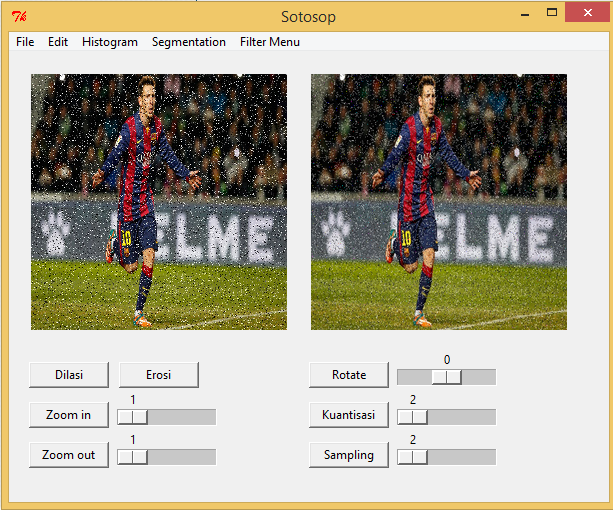 Sotosop
File Edit Histogram Segmentation Filter Menu
10 ELME
10 ELME
Dilasi Erosi Rotate 0
Zoom in 1 Kuantisasi 2
Zoom out 1 Sampling 2